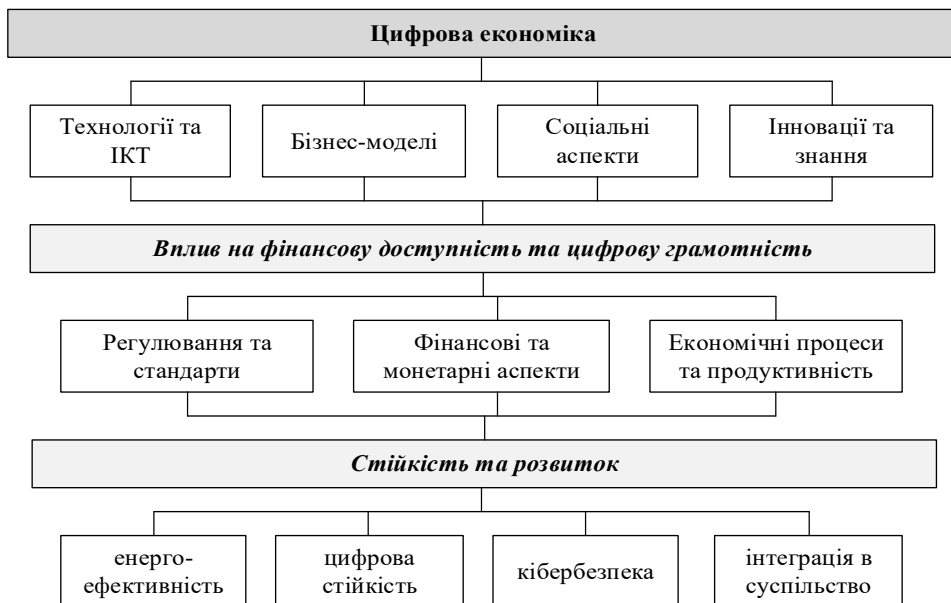 Цифрова економіка
Технології та
ІКТ
Бізнес-моделі
Соціальні
аспекти
Інновації та
знання
Вплив на фінансову доступність та цифрову грамотність
Регулювання та
стандарти
Фінансові та
монетарні аспекти
Економічні процеси
та продуктивність
Стійкість та розвиток
енерго-
ефективність
цифрова
стійкість
кібербезпека
інтеграція в
суспільство